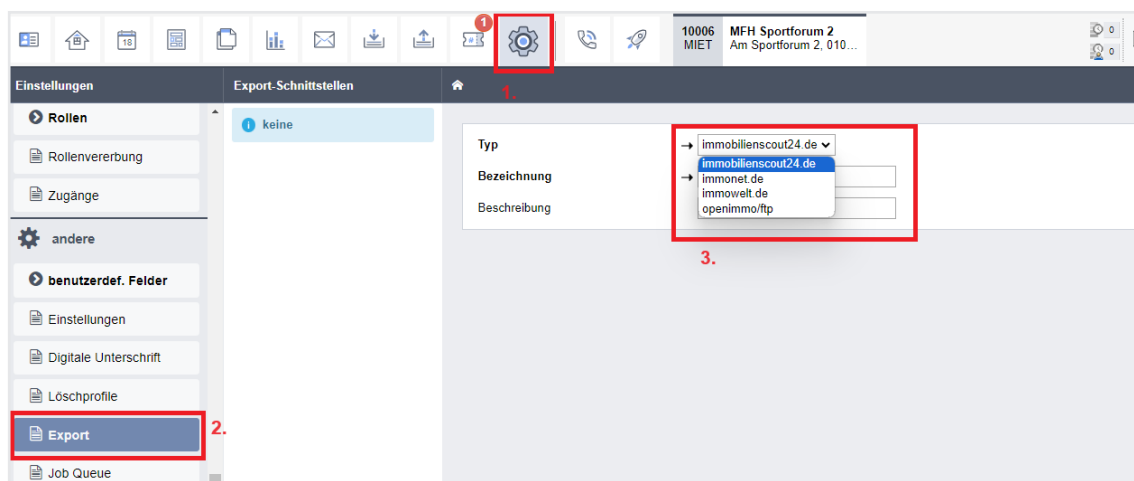 1
18
#
10006
MFH Sportforum 2
MIET
Am Sportforum 2, 010...
0
0
Einstellungen
Export-Schnittstellen
1.
Rollen
keine
Rollenvererbung
Zugänge
andere
benutzerdef. Felder
Einstellungen
Digitale Unterschrift
Löschprofile
Export
2.
Job Queue
Typ
immobilienscout24.de
Bezeichnung
immobilienscout24.de
immonet.de
immowelt.de
openimmo/ftp
Beschreibung
3.